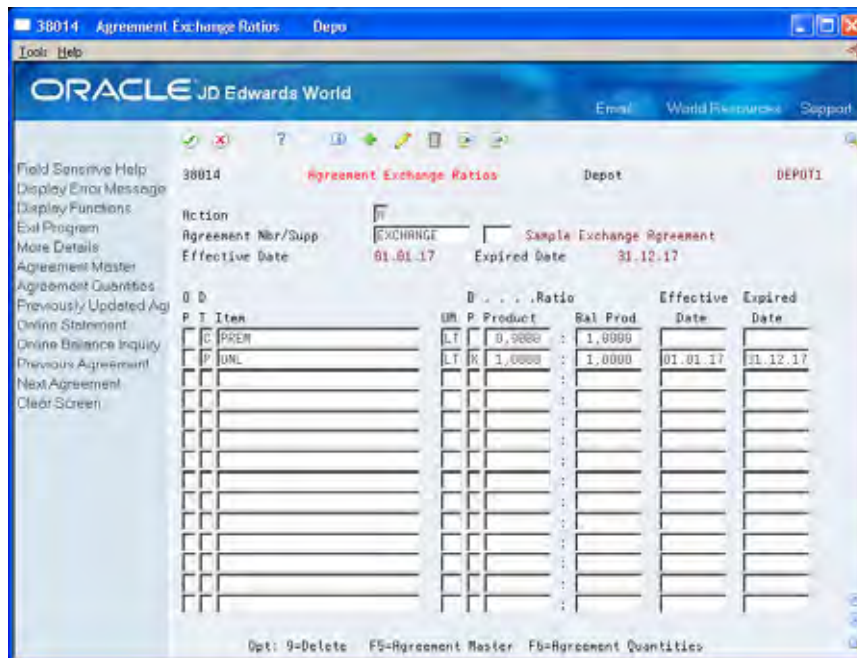 38014 Agreement Exchange Ratios Depo
Tools Help
ORACLE JD Edwards World
Email World Resources Support
Field Sensitive Help
Display Error Message
Display Functions
Exit Program
More Details
Agreement Master
Agreement Quantities
Previously Updated Agr
Online Statement
Online Balance Inquiry
Previous Agreement
Next Agreement
Clear Screen
38014 Agreement Exchange Ratios Depot DEPOT1
Action
Agreement Nbr/Supp EXCHANGE Sample Exchange Agreement
Effective Date 01.01.17 Expired Date 31.12.17
O D B . . . .Ratio Effective Expired
P T Item UM P Product Bal Prod Date Date
C PREM LT 0,9000 : 1,0000
P UNL LT X 1,0000 : 1,0000 01.01.17 31.12.17
:
:
:
:
:
:
:
:
:
:
:
:
Opt: 9=Delete F5=Agreement Master F6=Agreement Quantities